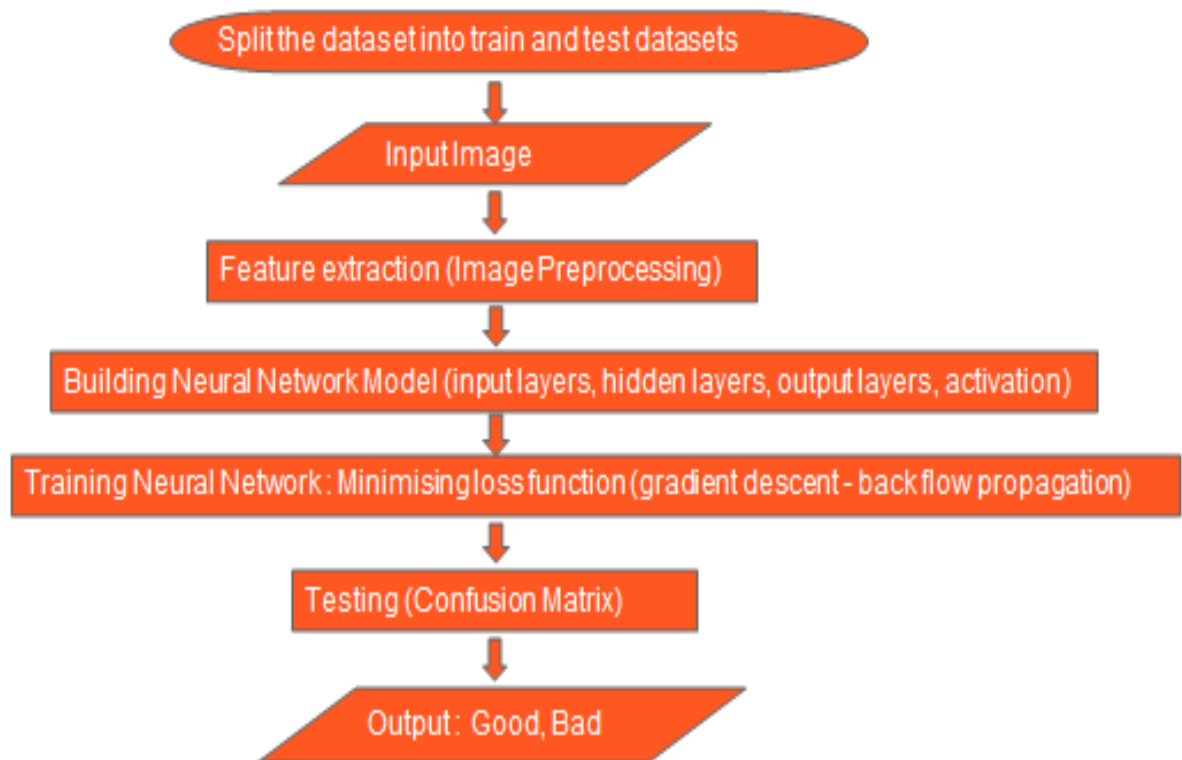 Split the dataset into train and test datasets
Input Image
Feature extraction (Image Preprocessing)
Building Neural Network Model (input layers, hidden layers, output layers, activation)
Training Neural Network : Minimising loss function (gradient descent - back flow propagation)
Testing (Confusion Matrix)
Output : Good, Bad